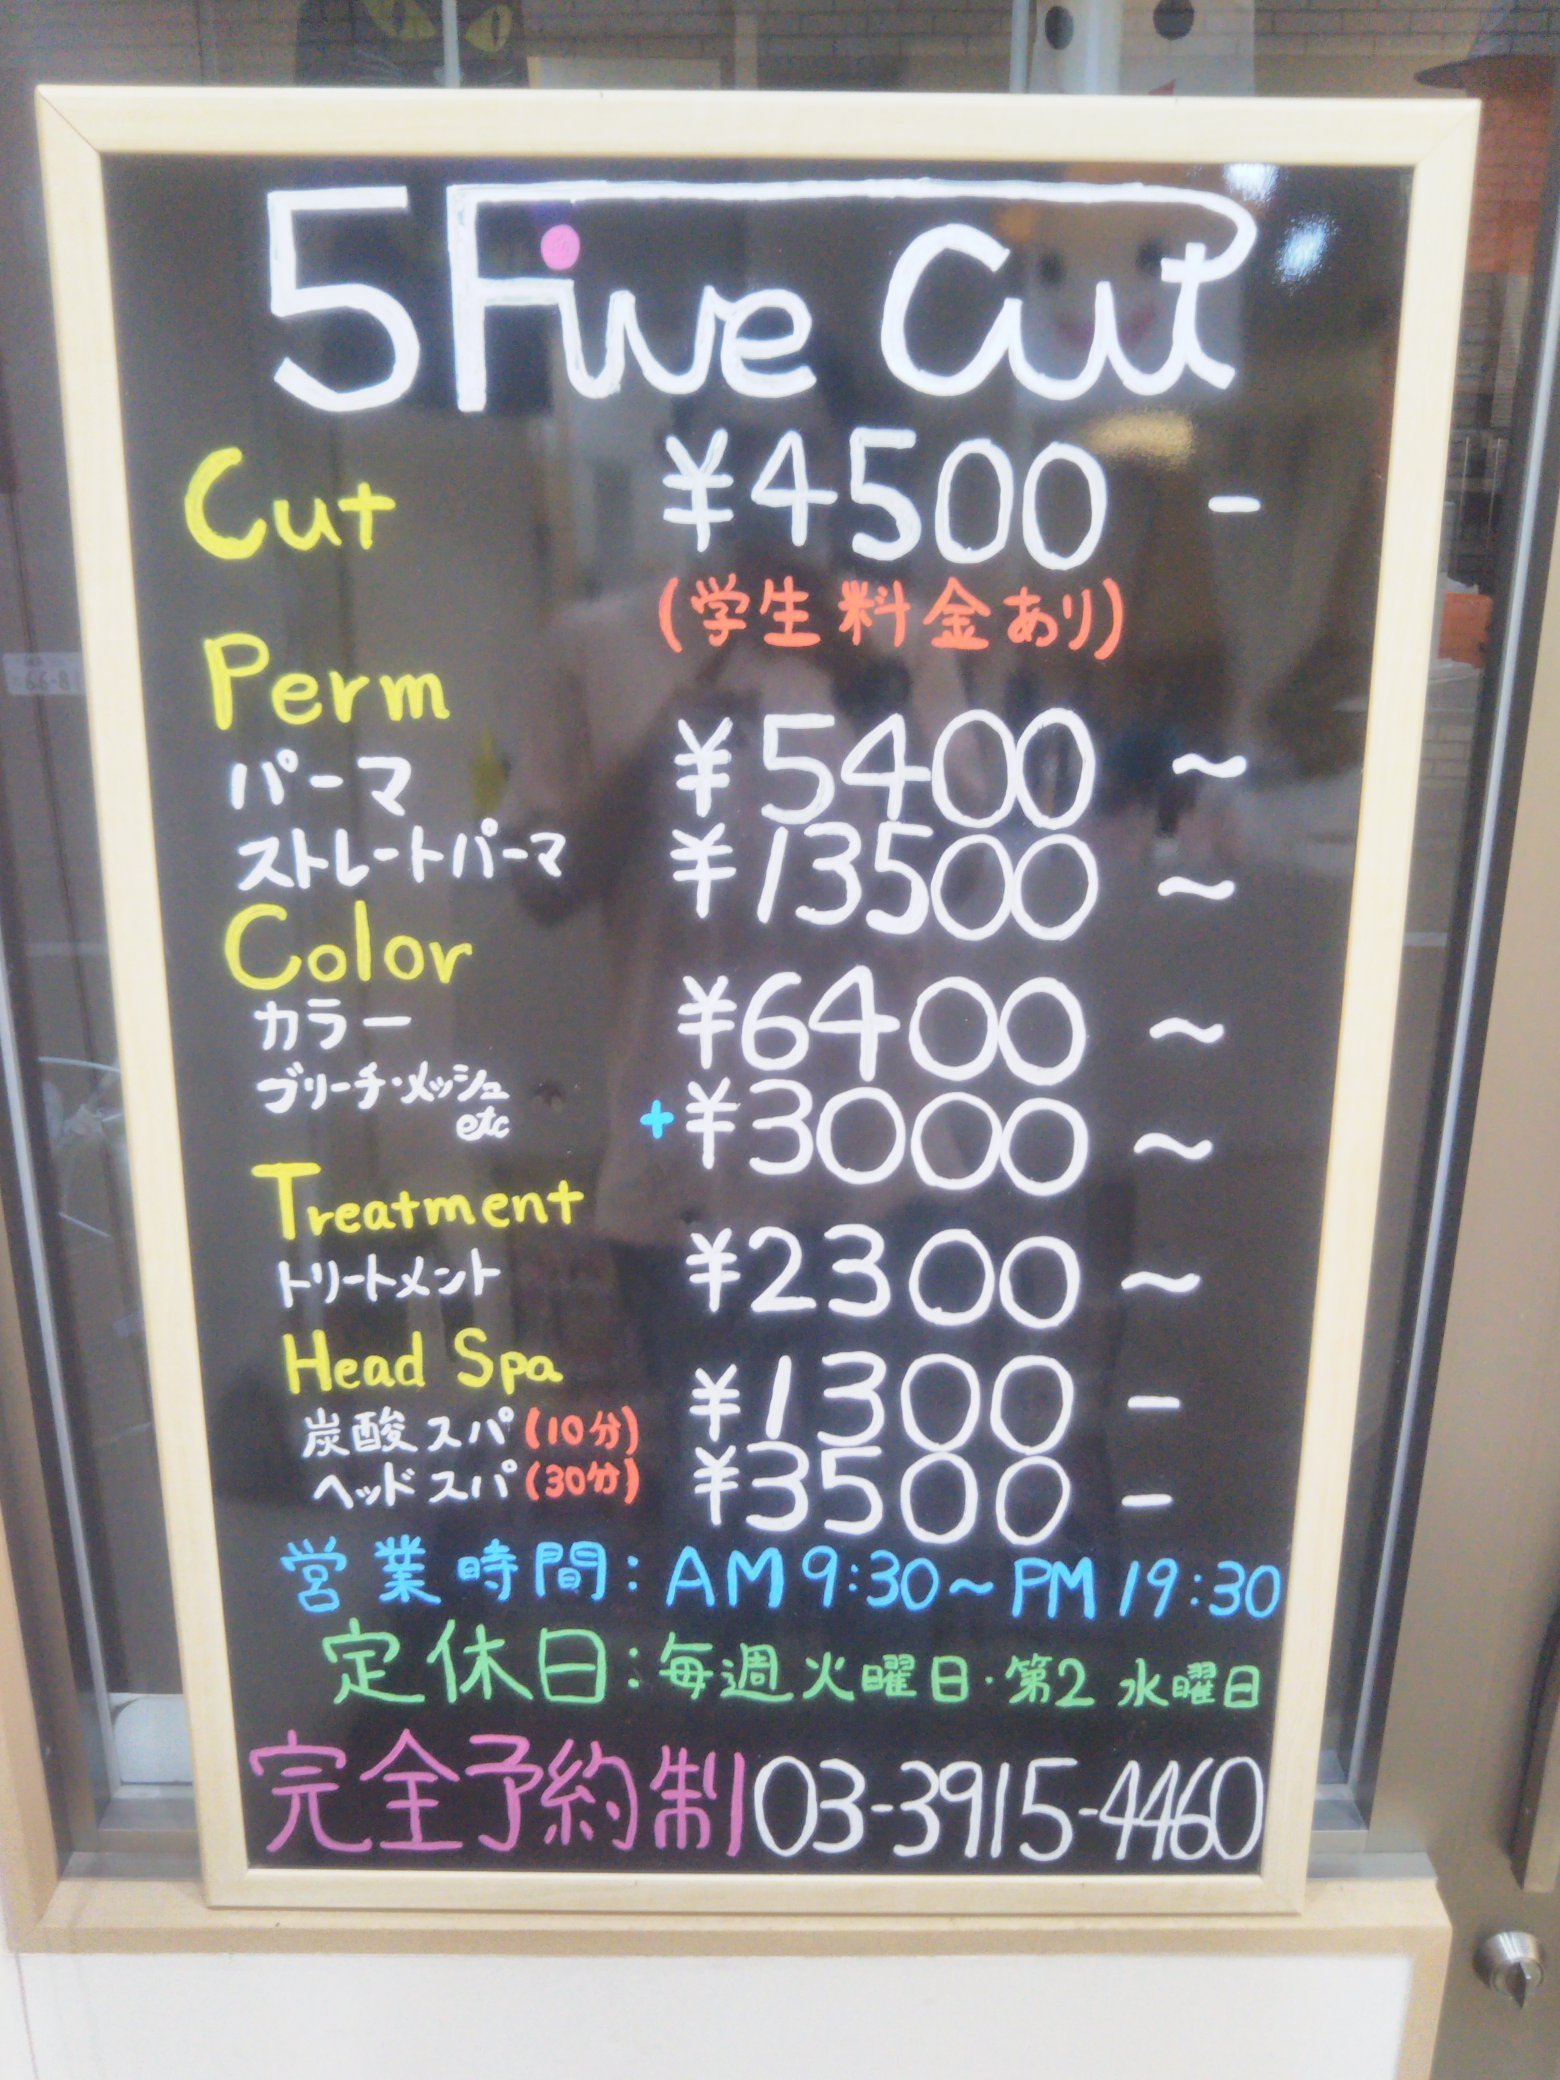 5 Five Cut
Cut ¥4500 -
(学生料金あり)
Perm
パーマ ¥5400 ~
ストレートパーマ ¥13500 ~
Color
カラー ¥6400 ~
ブリーチ・メッシュ etc +¥3000 ~
Treatment
トリートメント ¥2300 ~
Head Spa
炭酸スパ(10分) ¥1300 -
ヘッドスパ(30分) ¥3500 -
営業時間:AM9:30~PM19:30
定休日:毎週火曜日・第2水曜日
完全予約制 03-3915-4460